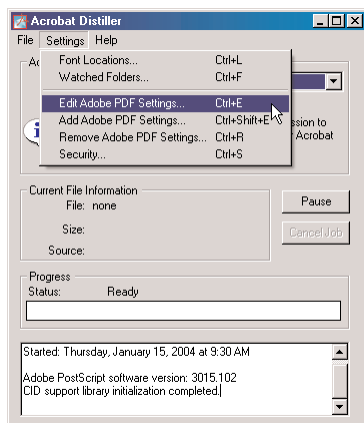 Acrobat Distiller
File Settings Help
Font Locations... Ctrl+L
Watched Folders... Ctrl+F
Edit Adobe PDF Settings... Ctrl+E
Add Adobe PDF Settings... Ctrl+Shift+E
Remove Adobe PDF Settings... Ctrl+R
Security... Ctrl+S
Acrobat
Current File Information
File: none
Size:
Source:
Pause
Cancel Job
Progress
Status: Ready
Started: Thursday, January 15, 2004 at 9:30 AM
Adobe PostScript software version: 3015.102
CID support library initialization completed.